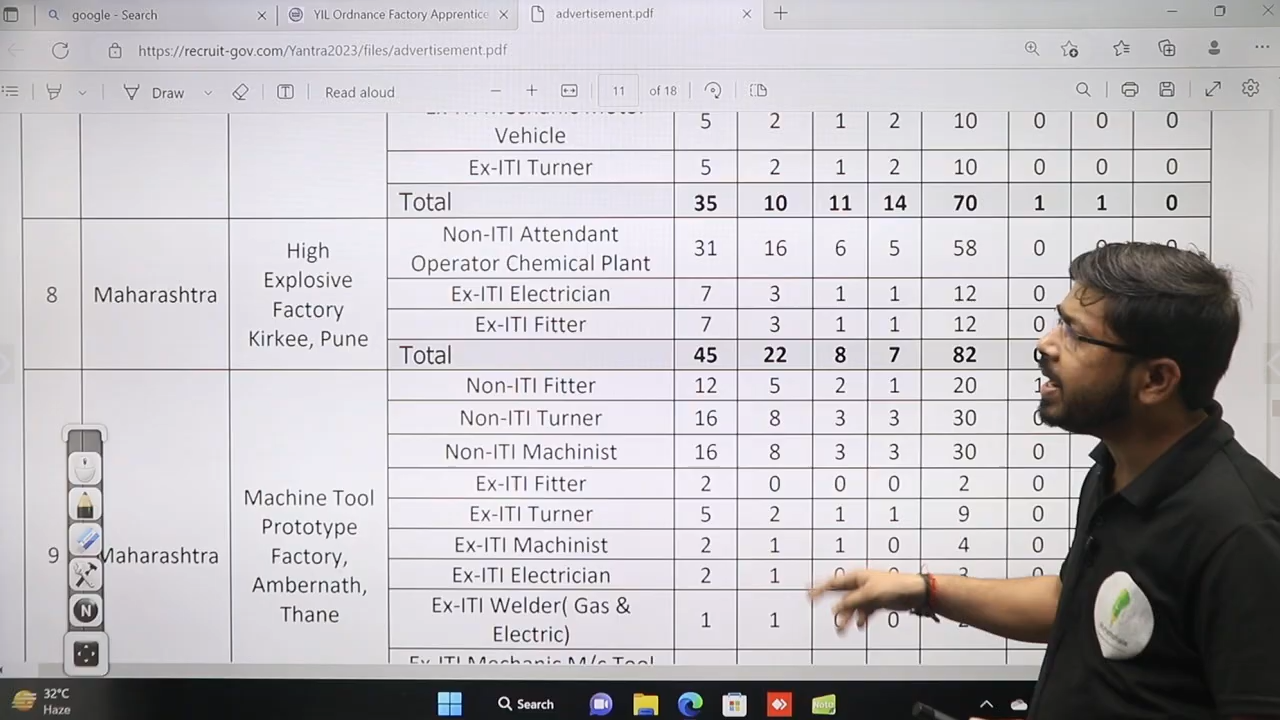 google - Search
YIL Ordnance Factory Apprentice
advertisement.pdf
https://recruit-gov.com/Yantra2023/files/advertisement.pdf
Draw
Read aloud
11 of 18
Vehicle 5 2 1 2 10 0 0 0
Ex-ITI Turner 5 2 1 2 10 0 0 0
Total 35 10 11 14 70 1 1 0
8 Maharashtra High Explosive Factory Kirkee, Pune
Non-ITI Attendant
Operator Chemical Plant 31 16 6 5 58 0
Ex-ITI Electrician 7 3 1 1 12 0
Ex-ITI Fitter 7 3 1 1 12 0
Total 45 22 8 7 82
9 Maharashtra Machine Tool Prototype Factory, Ambernath, Thane
Non-ITI Fitter 12 5 2 1 20 1
Non-ITI Turner 16 8 3 3 30 0
Non-ITI Machinist 16 8 3 3 30 0
Ex-ITI Fitter 2 0 0 0 2 0
Ex-ITI Turner 5 2 1 1 9 0
Ex-ITI Machinist 2 1 1 0 4 0
Ex-ITI Electrician 2 1 0 0 3 0
Ex-ITI Welder( Gas &
Electric) 1 1 0 0
N
32°C
Haze
Search
Note